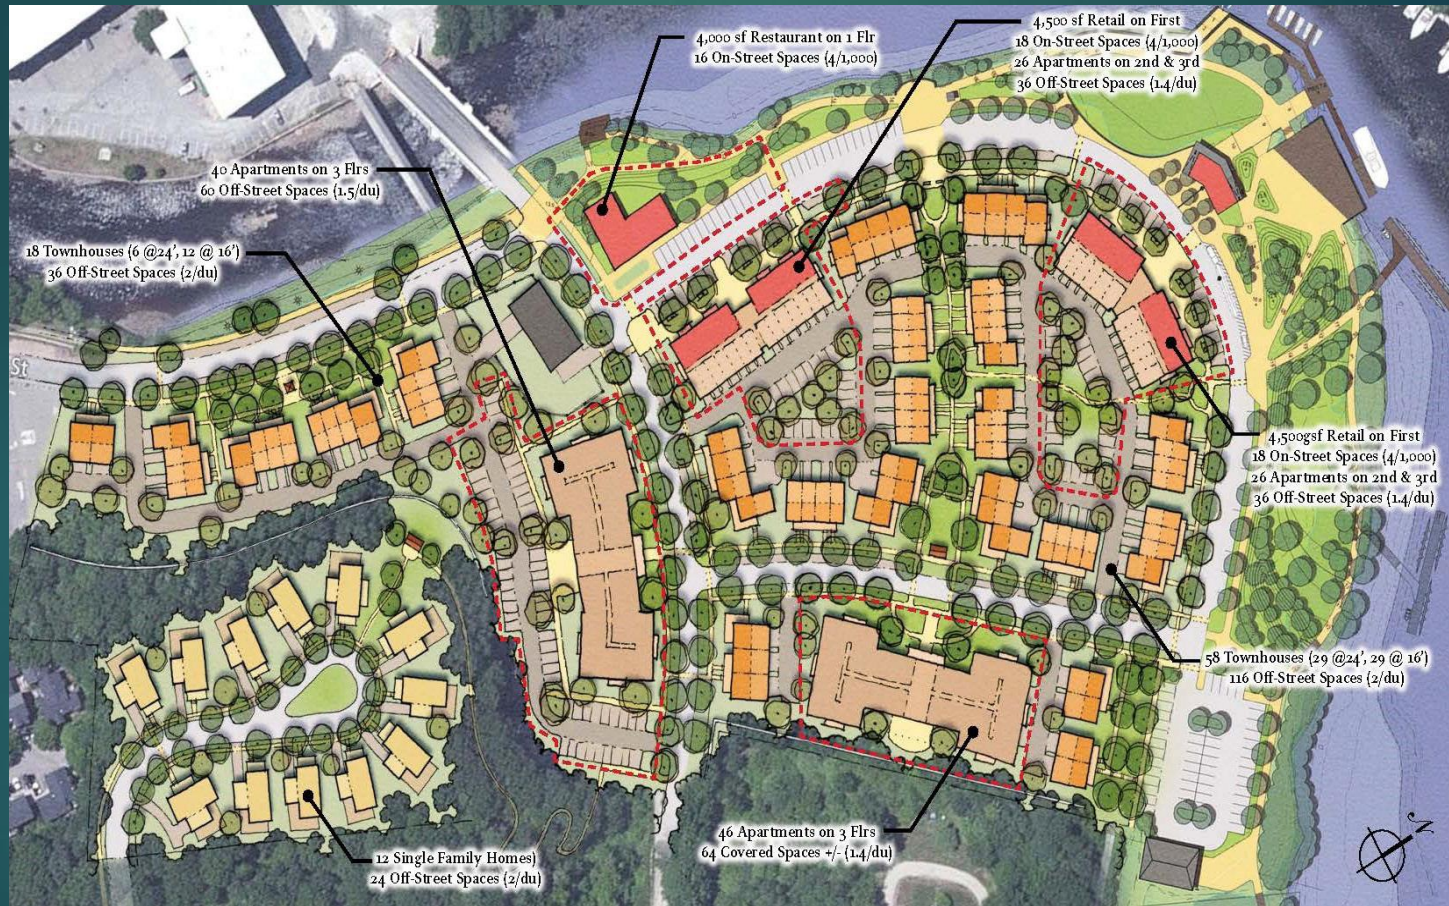 4,000 sf Restaurant on 1 Flr
16 On-Street Spaces (4/1,000)
4,500 sf Retail on First
18 On-Street Spaces (4/1,000)
26 Apartments on 2nd & 3rd
36 Off-Street Spaces (1.4/du)
40 Apartments on 3 Flrs
60 Off-Street Spaces (1.5/du)
18 Townhouses (6 @24', 12 @ 16')
36 Off-Street Spaces (2/du)
St
4,500gsf Retail on First
18 On-Street Spaces (4/1,000)
26 Apartments on 2nd & 3rd
36 Off-Street Spaces (1.4/du)
58 Townhouses (29 @24', 29 @ 16')
116 Off-Street Spaces (2/du)
46 Apartments on 3 Flrs
64 Covered Spaces +/- (1.4/du)
12 Single Family Homes)
24 Off-Street Spaces (2/du)
N